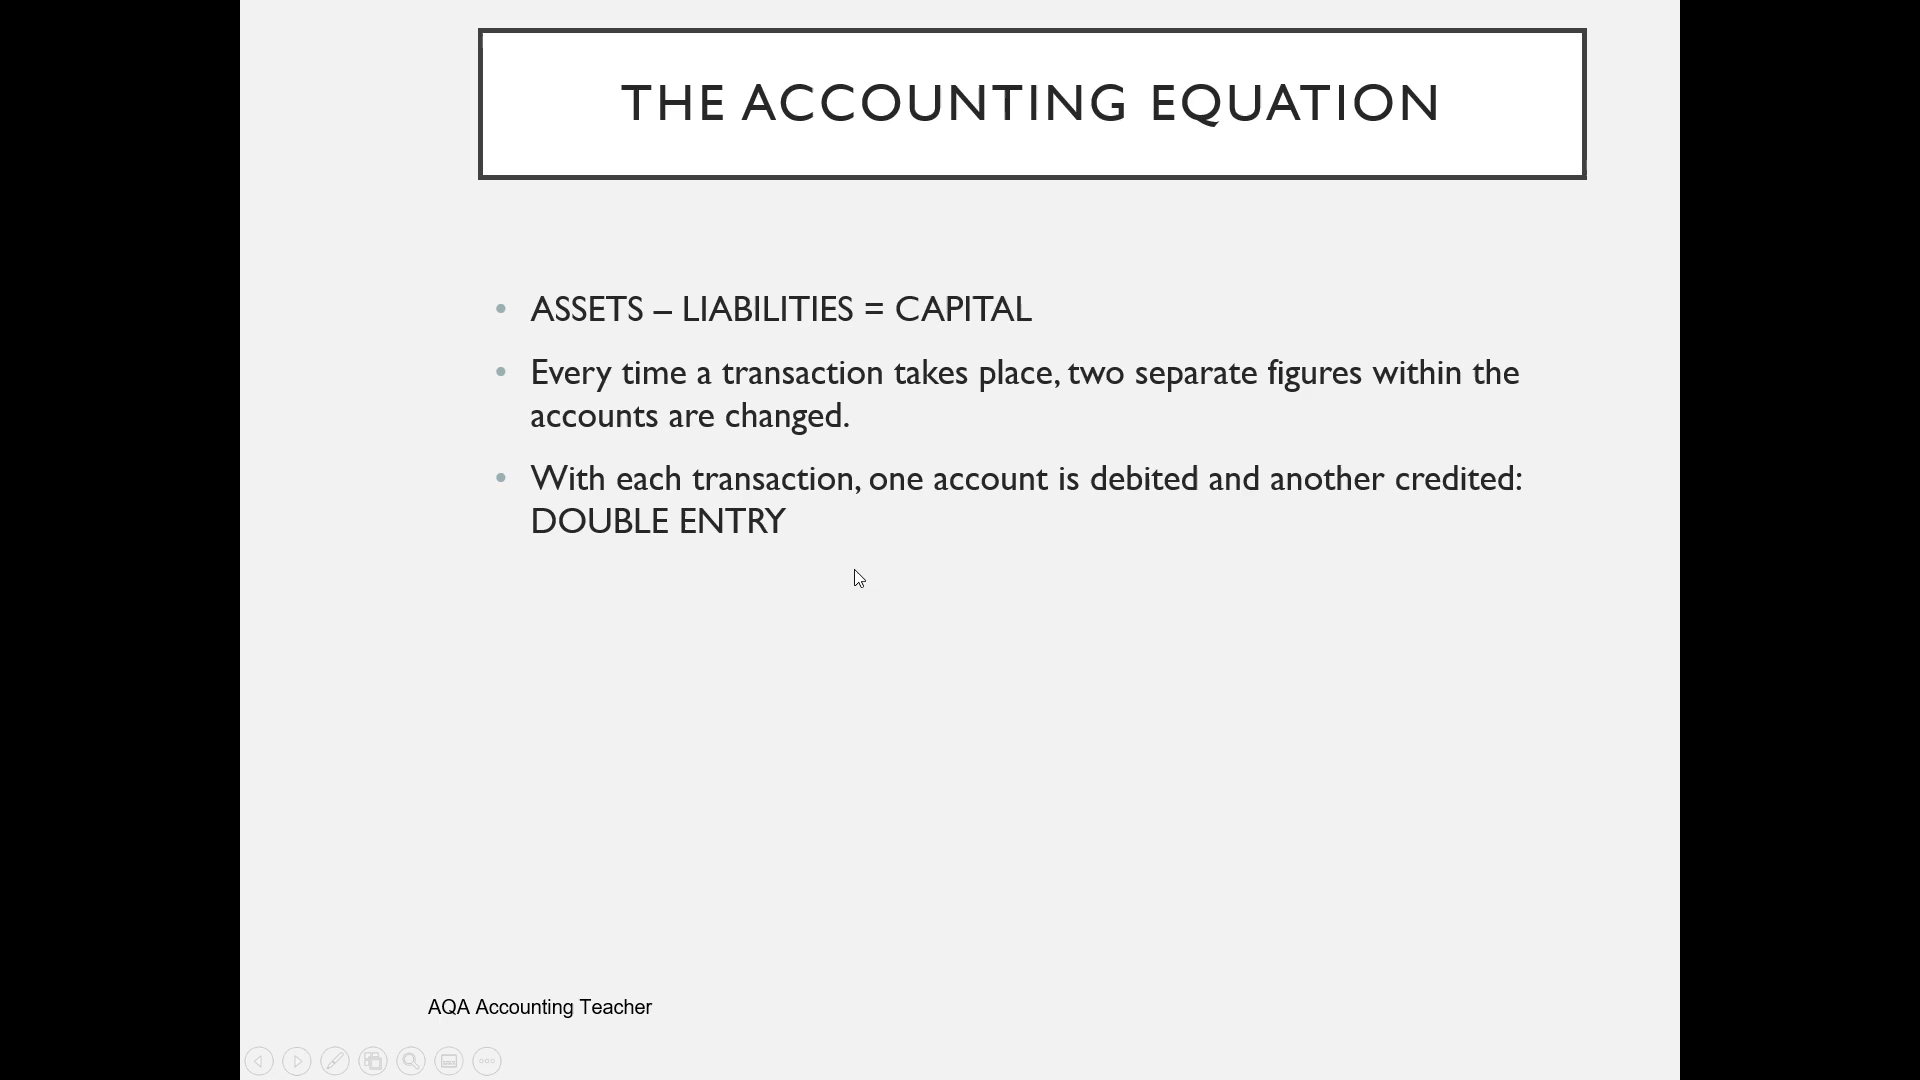 THE ACCOUNTING EQUATION
• ASSETS – LIABILITIES = CAPITAL
• Every time a transaction takes place, two separate figures within the
accounts are changed.
• With each transaction, one account is debited and another credited:
DOUBLE ENTRY
AQA Accounting Teacher